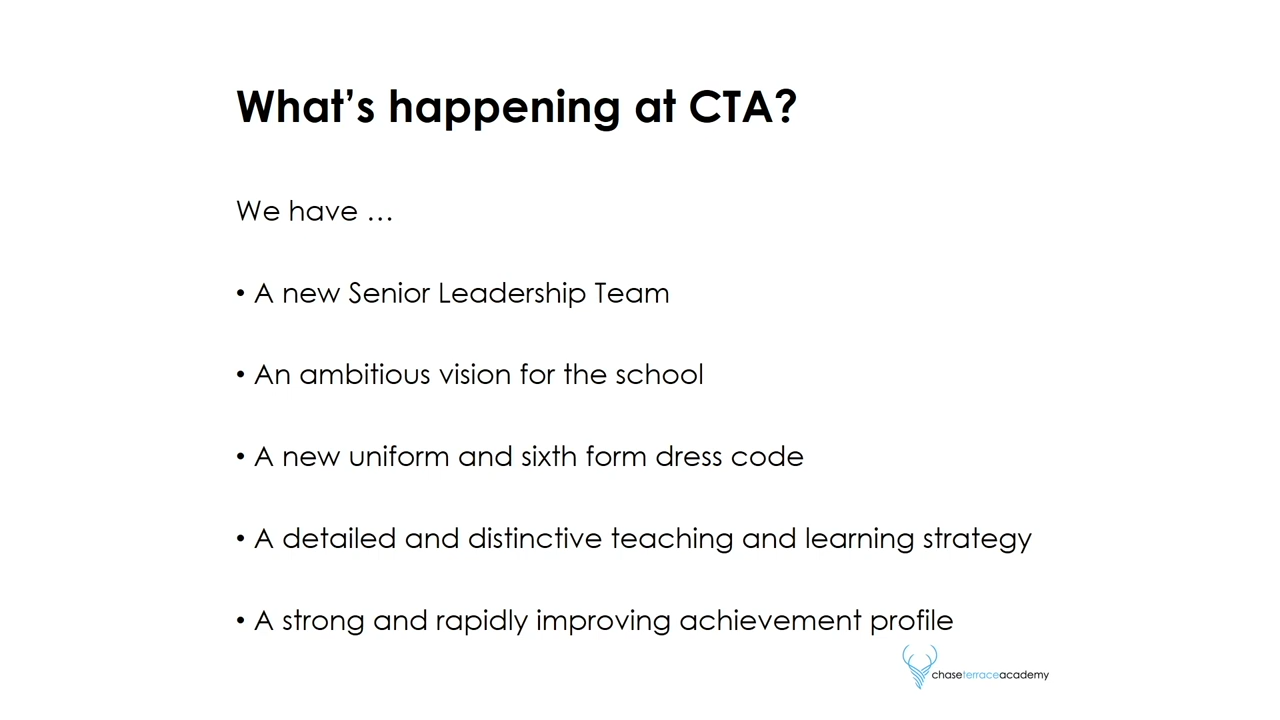 What’s happening at CTA?
We have …
• A new Senior Leadership Team
• An ambitious vision for the school
• A new uniform and sixth form dress code
• A detailed and distinctive teaching and learning strategy
• A strong and rapidly improving achievement profile
chaseterraceacademy